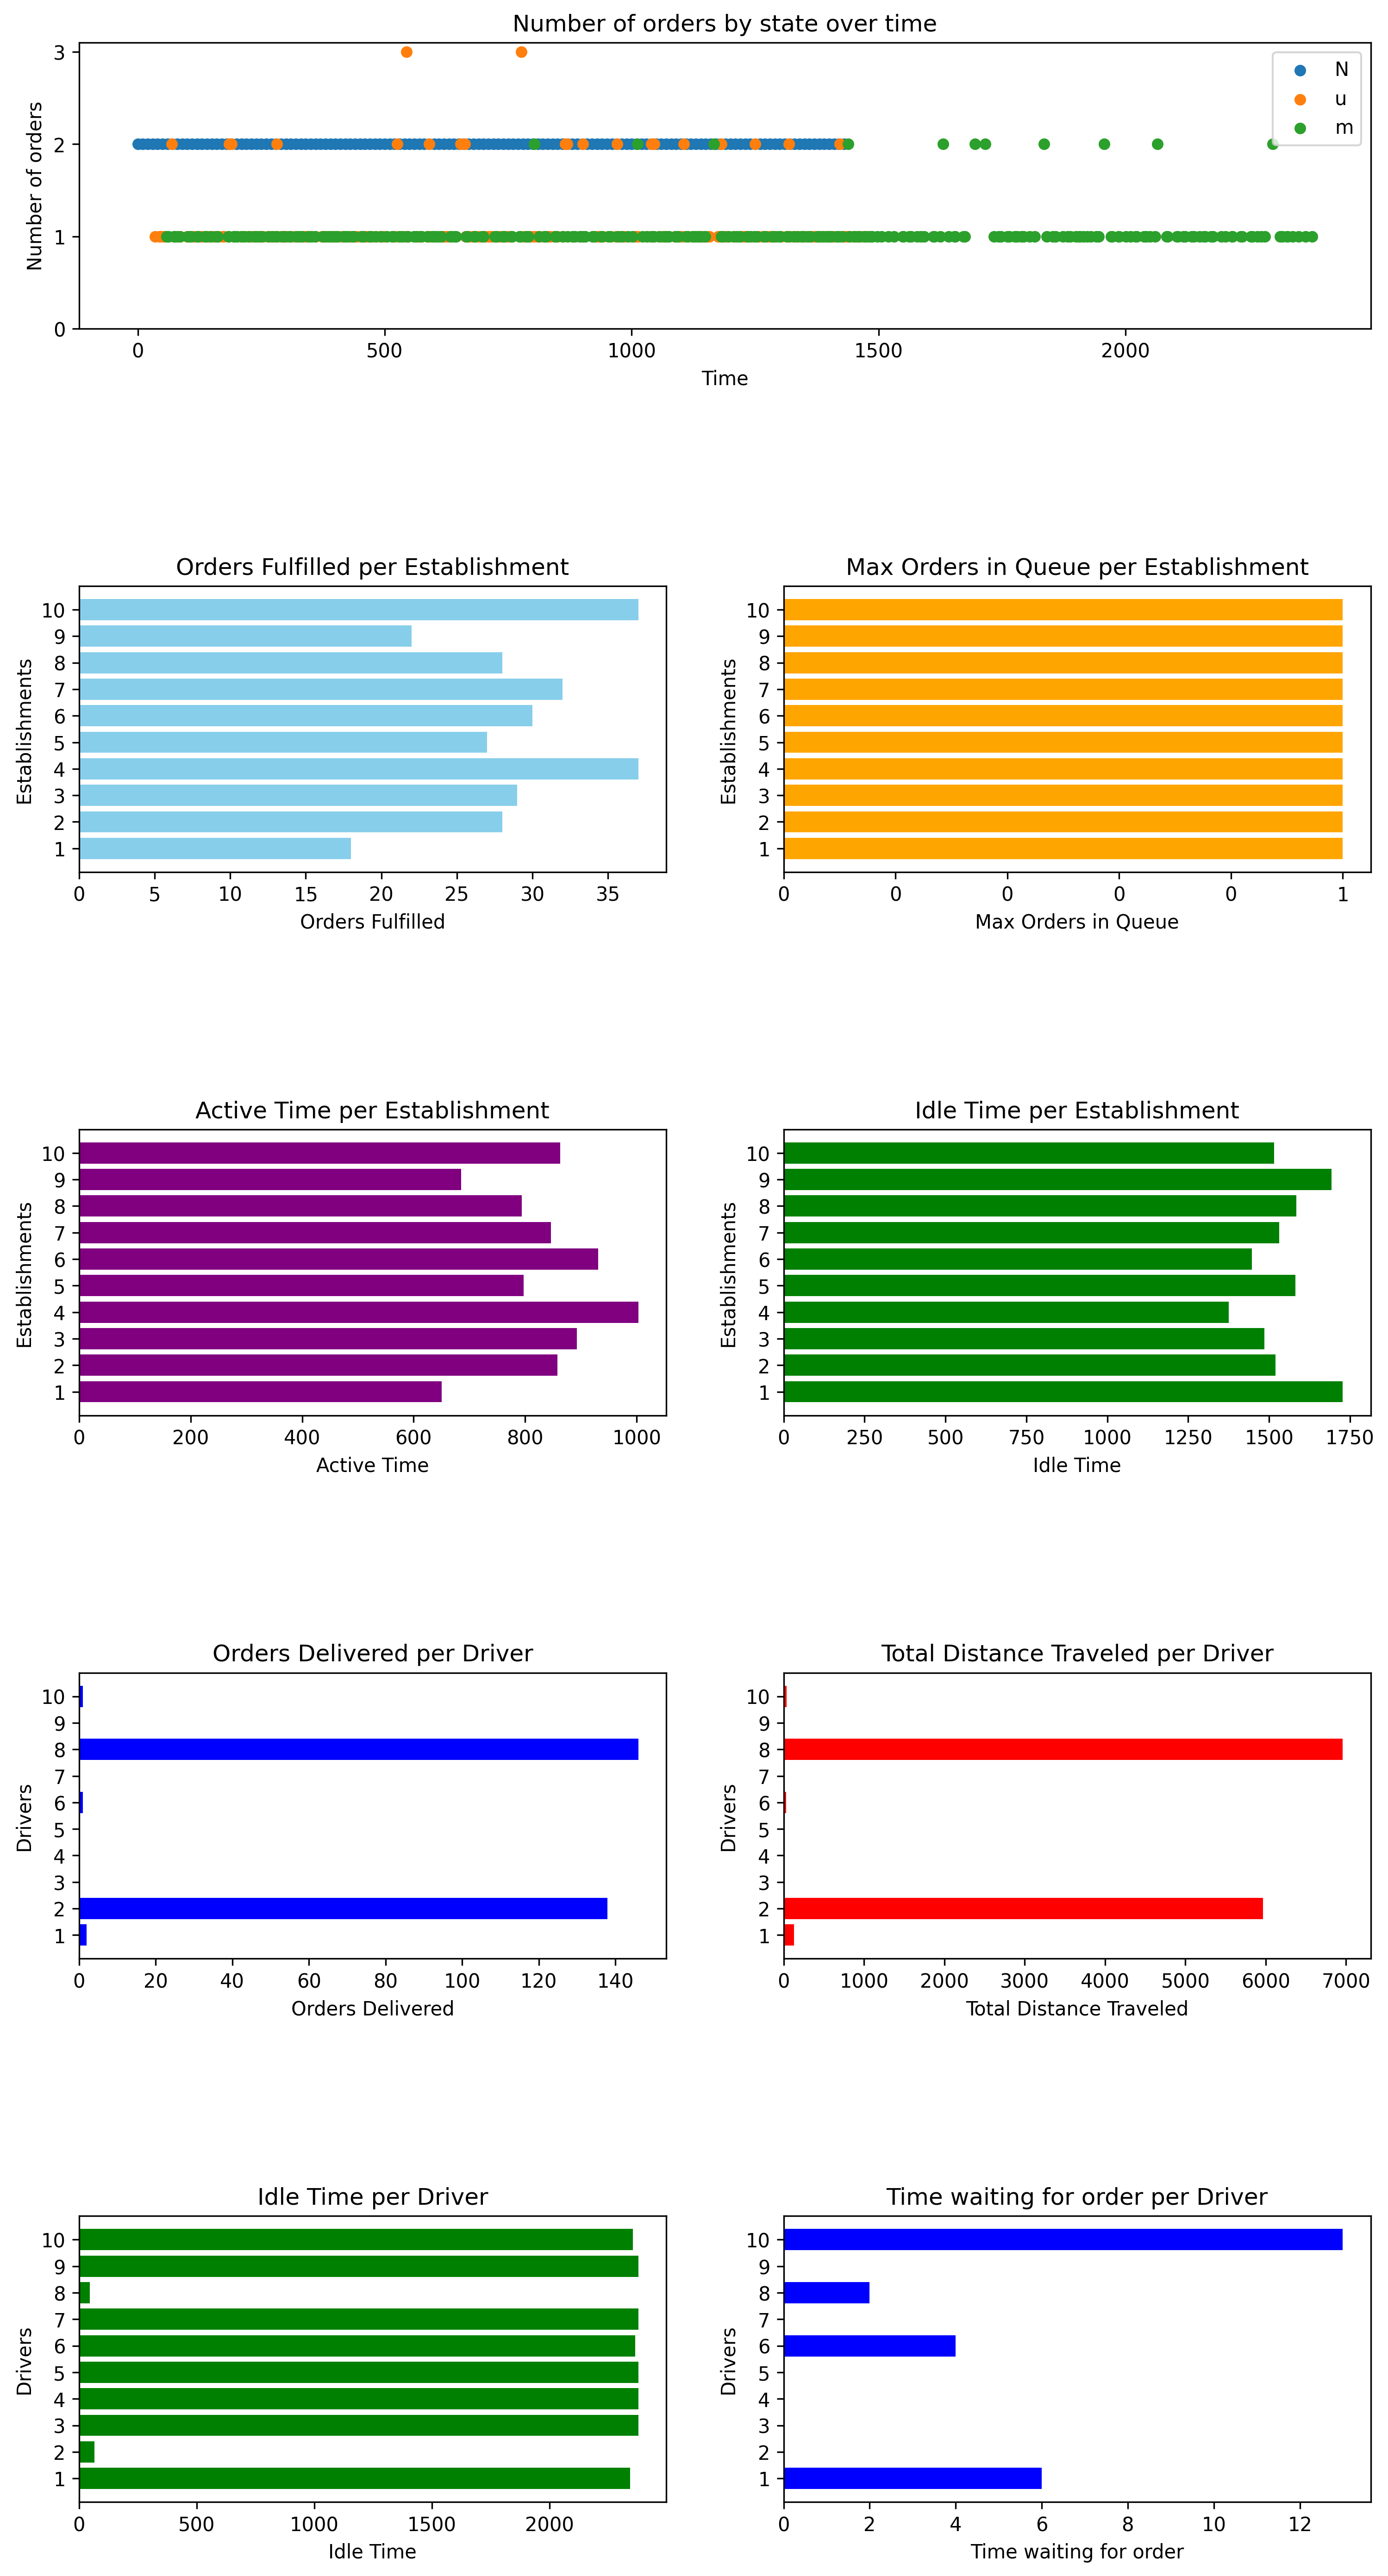 Number of orders by state over time
Number of orders
3
2
1
0
N
u
m
0 500 1000 1500 2000
Time
Orders Fulfilled per Establishment
Establishments
10
9
8
7
6
5
4
3
2
1
0 5 10 15 20 25 30 35
Orders Fulfilled
Max Orders in Queue per Establishment
Establishments
10
9
8
7
6
5
4
3
2
1
0 0 0 0 0 1
Max Orders in Queue
Active Time per Establishment
Establishments
10
9
8
7
6
5
4
3
2
1
0 200 400 600 800 1000
Active Time
Idle Time per Establishment
Establishments
10
9
8
7
6
5
4
3
2
1
0 250 500 750 1000 1250 1500 1750
Idle Time
Orders Delivered per Driver
Drivers
10
9
8
7
6
5
4
3
2
1
0 20 40 60 80 100 120 140
Orders Delivered
Total Distance Traveled per Driver
Drivers
10
9
8
7
6
5
4
3
2
1
0 1000 2000 3000 4000 5000 6000 7000
Total Distance Traveled
Idle Time per Driver
Drivers
10
9
8
7
6
5
4
3
2
1
0 500 1000 1500 2000
Idle Time
Time waiting for order per Driver
Drivers
10
9
8
7
6
5
4
3
2
1
0 2 4 6 8 10 12
Time waiting for order